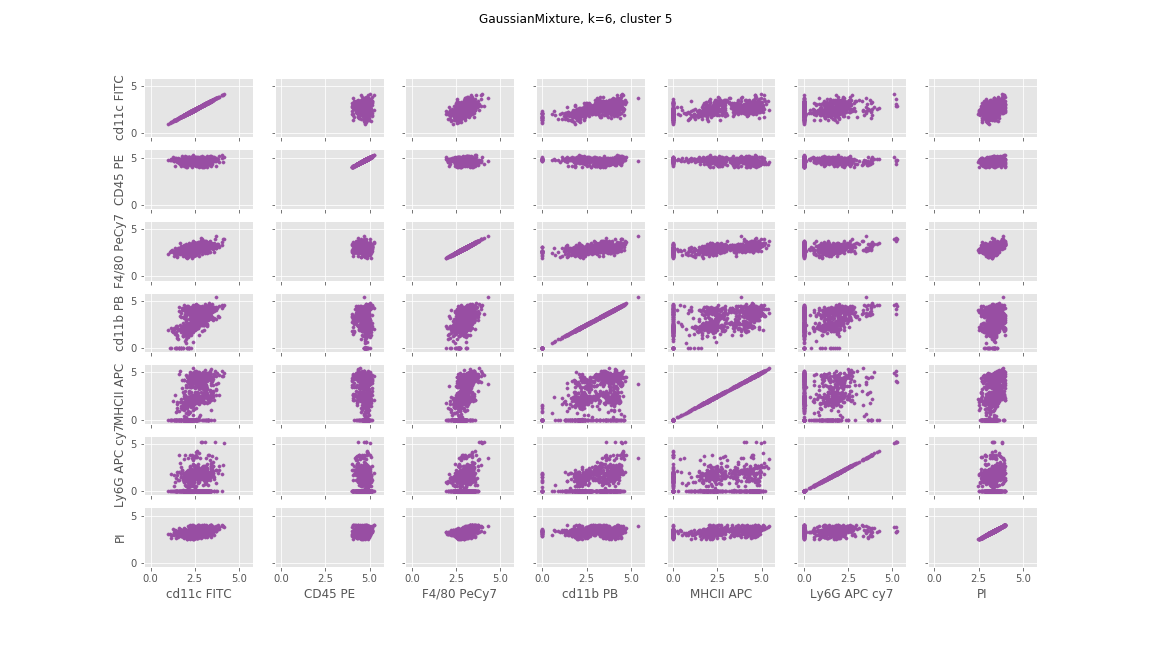 GaussianMixture, k=6, cluster 5
cd11c FITC
5
0
CD45 PE
5
0
F4/80 PeCy7
5
0
cd11b PB
5
0
MHCII APC
5
0
Ly6G APC cy7
5
0
PI
5
0
0.0 2.5 5.0 0.0 2.5 5.0 0.0 2.5 5.0 0.0 2.5 5.0 0.0 2.5 5.0 0.0 2.5 5.0 0.0 2.5 5.0
cd11c FITC CD45 PE F4/80 PeCy7 cd11b PB MHCII APC Ly6G APC cy7 PI